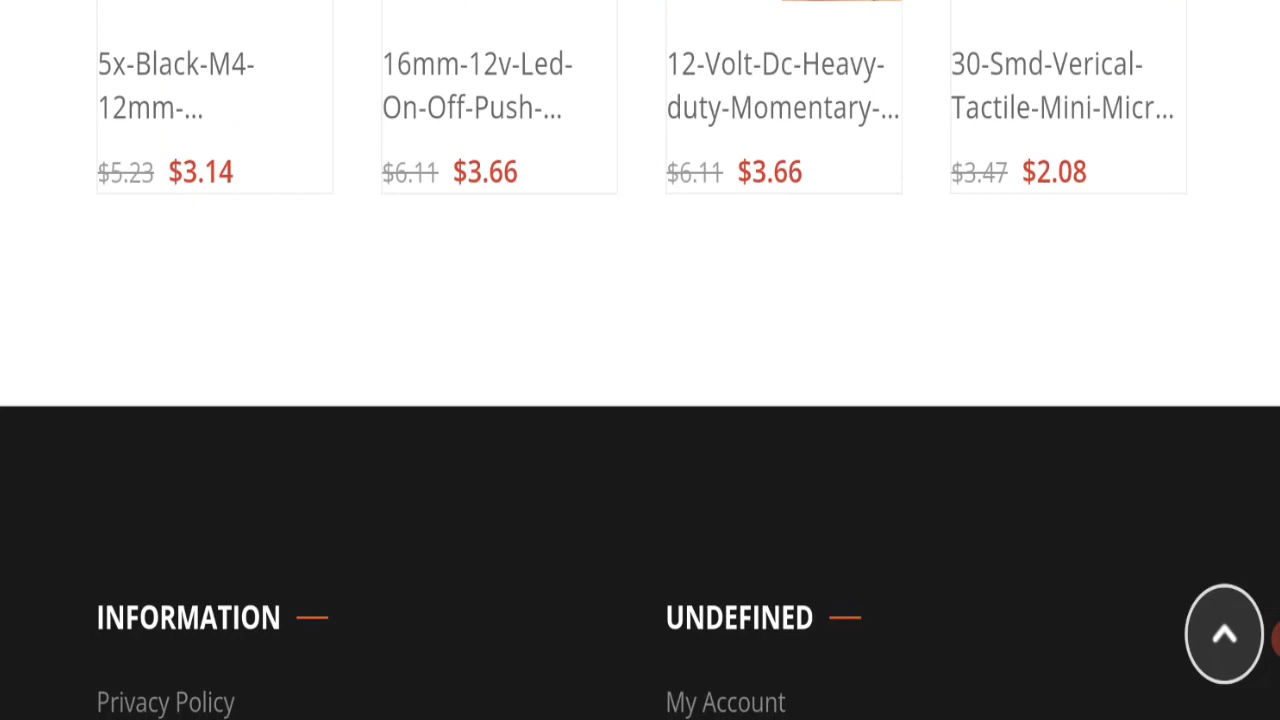 5x-Black-M4-
12mm-...
$5.23 $3.14
16mm-12v-Led-
On-Off-Push-...
$6.11 $3.66
12-Volt-Dc-Heavy-
duty-Momentary-...
$6.11 $3.66
30-Smd-Verical-
Tactile-Mini-Micr...
$3.47 $2.08
INFORMATION
Privacy Policy
UNDEFINED
My Account